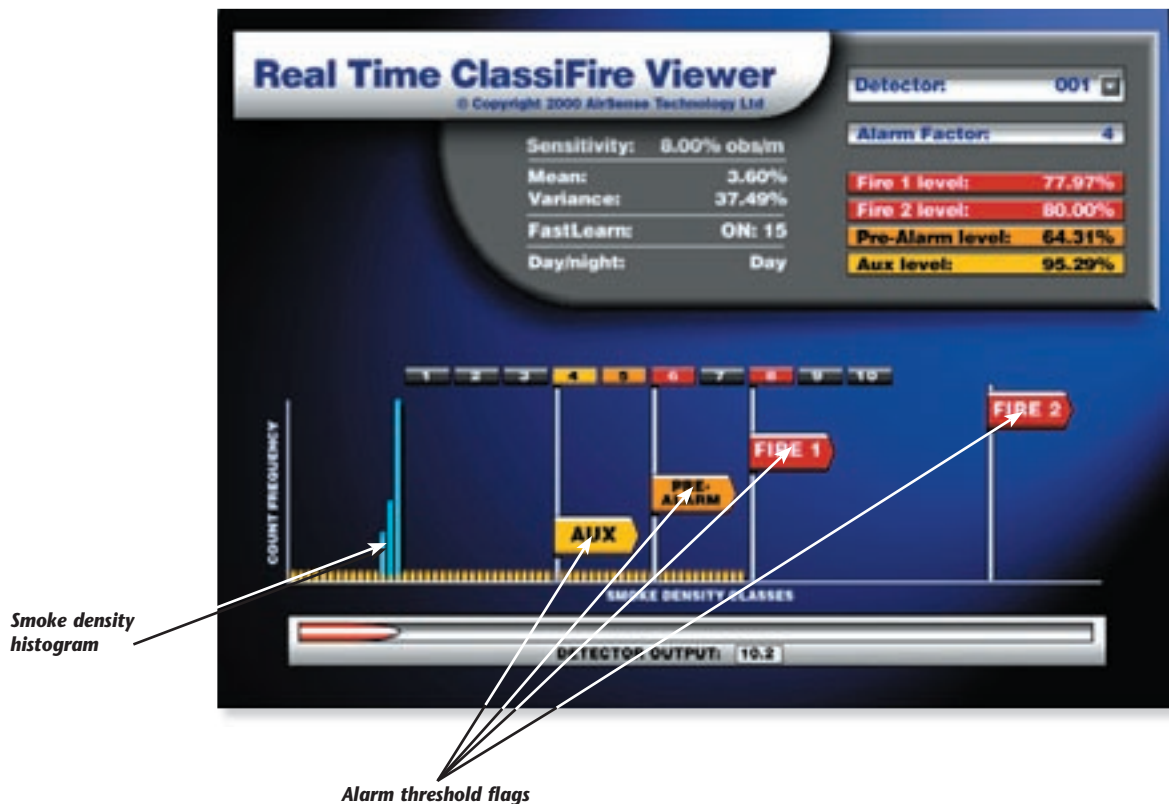 Real Time ClassiFire Viewer
© Copyright 2000 AirSense Technology Ltd
Detector: 001
Alarm Factor: 4
Sensitivity: 8.00% obs/m
Mean: 3.60%
Variance: 37.49%
FastLearn: ON: 15
Day/night: Day
Fire 1 level: 77.97%
Fire 2 level: 80.00%
Pre-Alarm level: 64.31%
Aux level: 95.29%
1 2 3 4 5 6 7 8 9 10
FIRE 2
FIRE 1
PRE-
ALARM
AUX
COUNT FREQUENCY
SMOKE DENSITY CLASSES
DETECTOR OUTPUT: 10.2
Smoke density
histogram
Alarm threshold flags